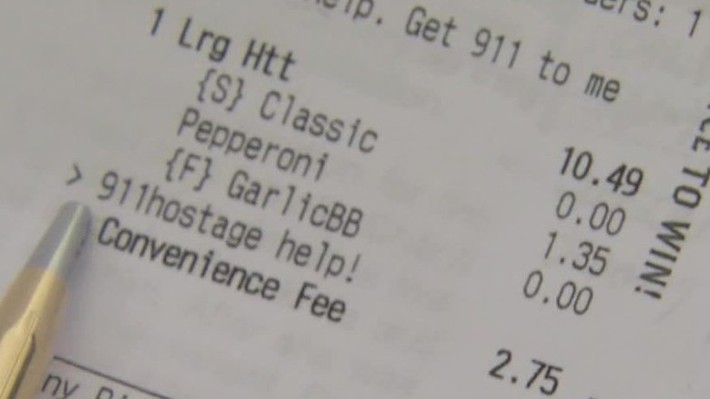 help. Get 911 to me
1 Lrg Htt 10.49
{S} Classic 0.00
Pepperoni 1.35
{F} GarlicBB 0.00
> 911hostage help!
Convenience Fee 2.75
TO WIN!